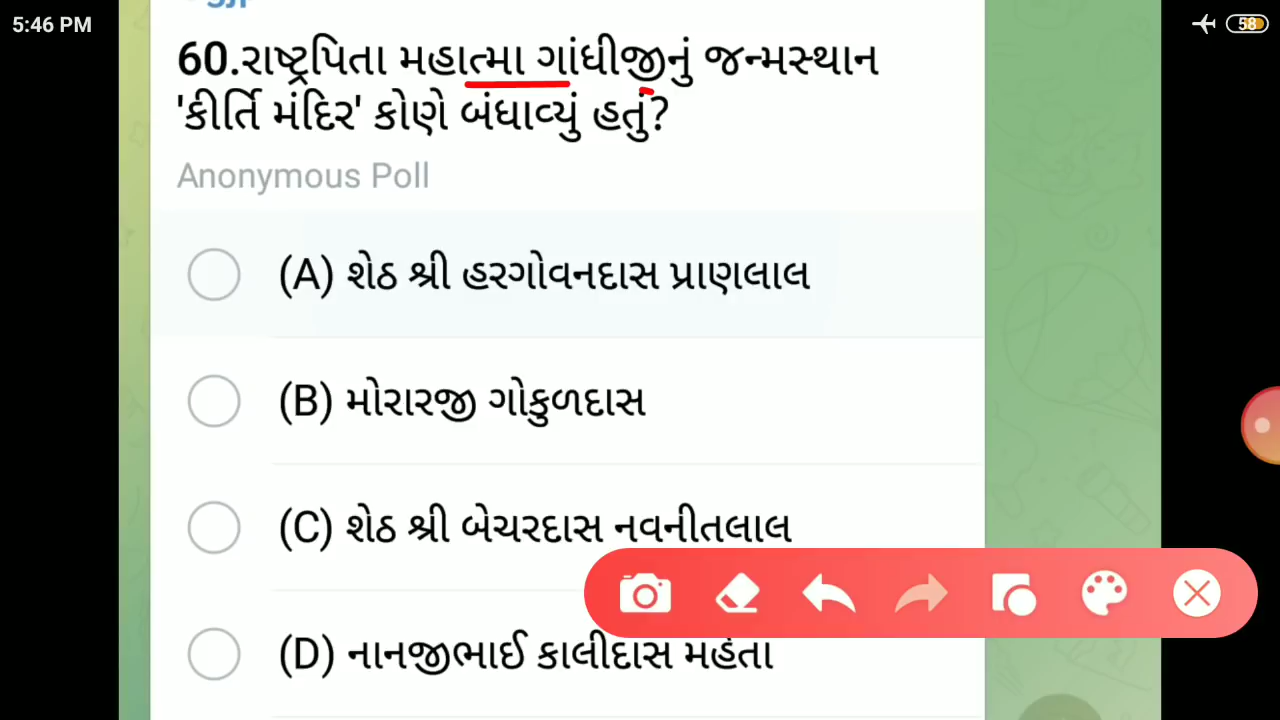 5:46 PM
58
60.રાષ્ટ્રપિતા મહાત્મા ગાંધીજીનું જન્મસ્થાન
'કીર્તિ મંદિર' કોણે બંધાવ્યું હતું?
Anonymous Poll
(A) શેઠ શ્રી હરગોવનદાસ પ્રાણલાલ
(B) મોરારજી ગોકુળદાસ
(C) શેઠ શ્રી બેચરદાસ નવનીતલાલ
(D) નાનજીભાઈ કાલીદાસ મહેતા